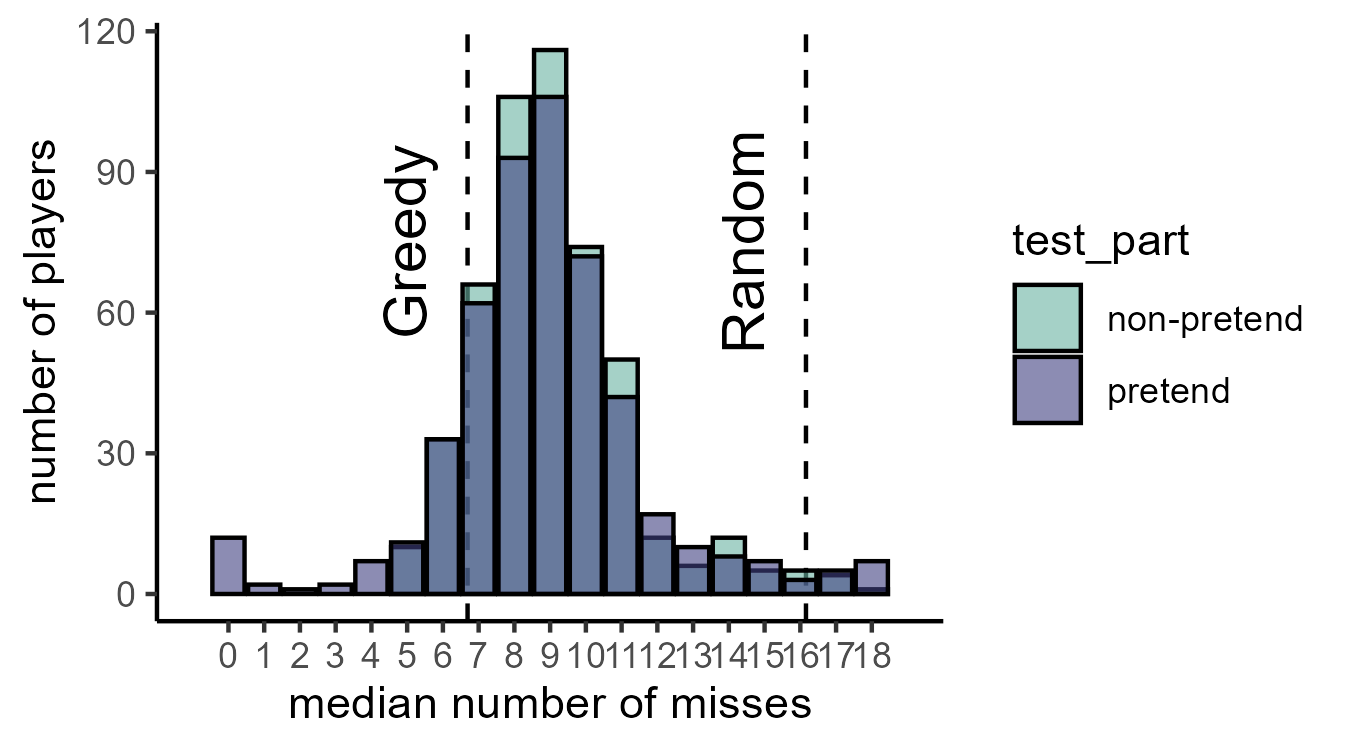 120
90
60
30
0
number of players
Greedy
Random
0 1 2 3 4 5 6 7 8 9 10 11 12 13 14 15 16 17 18
median number of misses
test_part
non-pretend
pretend